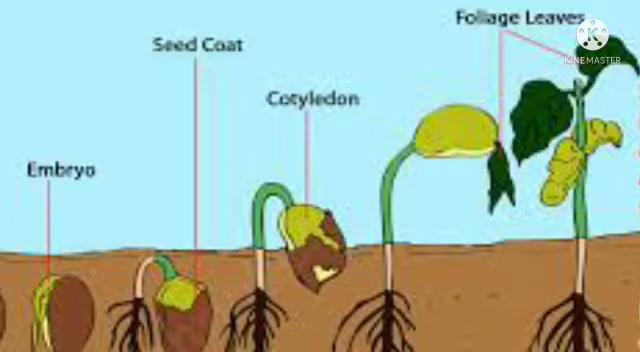 Foliage Leaves
Seed Coat
Cotyledon
Embryo
K
KINEMASTER